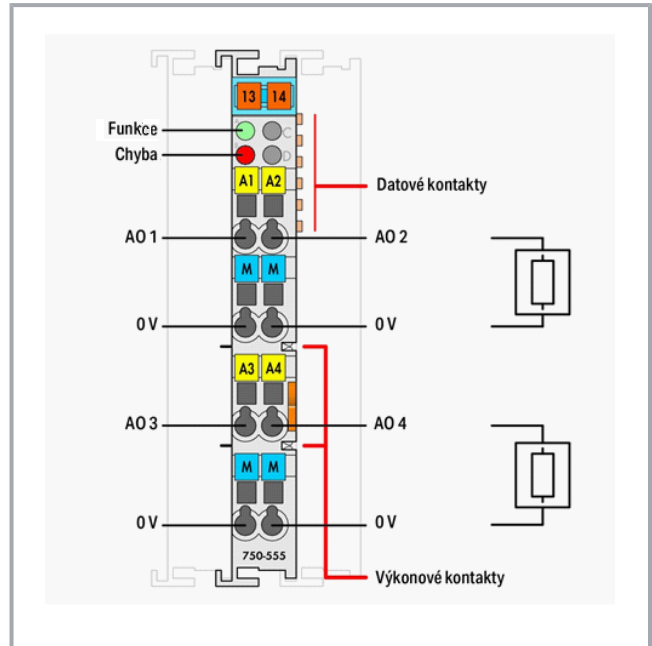 13 14
Funkce
C
Chyba
D
A1 A2
Datové kontakty
AO 1
AO 2
M M
0 V
0 V
A3 A4
AO 3
AO 4
M M
0 V
0 V
750-555
Výkonové kontakty